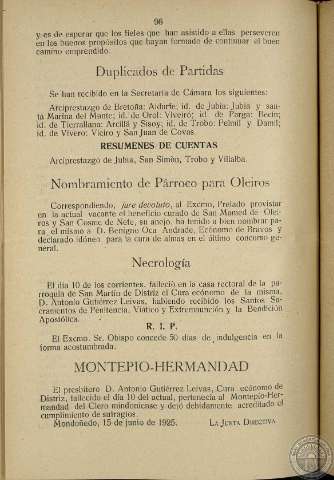 96
y es de esperar que los fieles que han asistido a ellas perseveren
en los buenos propósitos que hayan formado de continuar el buen
camino emprendido.
Duplicados de Partidas
Se han recibido en la Secretaría de Cámara los siguientes:
Arciprestazgo de Bretoña: Aldurfe; id. de Jubia: Jubia y san-
ta Marina del Monte; id. de Orol: Viveiró; id. de Parga: Becin;
id. de Tierrallana: Arcillá y Sisoy; id. de Trobo: Pelmil y Damil;
id. de Vivero: Vieiro y San Juan de Covas.
RESUMENES DE CUENTAS
Arciprestazgo de Jubia, San Simón, Trobo y Villalba.
Nombramiento de Párroco para Oleiros
Correspondiendo, jure devoluto, al Excmo. Prelado provistar
en la actual vacante el beneficio curado de San Mamed de Olei-
ros y San Cosme de Nete, su anejo, ha tenido a bien nombrar pa-
ra el mismo a D. Benigno Oca Andrade, Ecónomo de Bravos y
declarado idóneo para la cura de almas en el último concurso ge-
neral.
Necrología
El día 10 de los corrientes, falleció en la casa rectoral de la pa-
rroquia de San Martín de Distriz el Cura ecónomo de la misma,
D. Antonio Gutiérrez Leivas, habiendo recibido los Santos Sa-
cramentos de Penitencia, Viático y Extremaunción y la Bendición
Apostólica.
R. I. P.
El Excmo. Sr. Obispo concede 50 días de indulgencia en la
forma acostumbrada.
MONTEPÍO-HERMANDAD
El presbítero D. Antonio Gutiérrez Leivas, Cura ecónomo de
Distriz, fallecido el día 10 del actual, pertenecía al Montepío-Her-
mandad del Clero mindoniense y dejó debidamente acreditado el
cumplimiento de sufragios.
Mondoñedo, 15 de junio de 1925. LA JUNTA DIRECTIVA